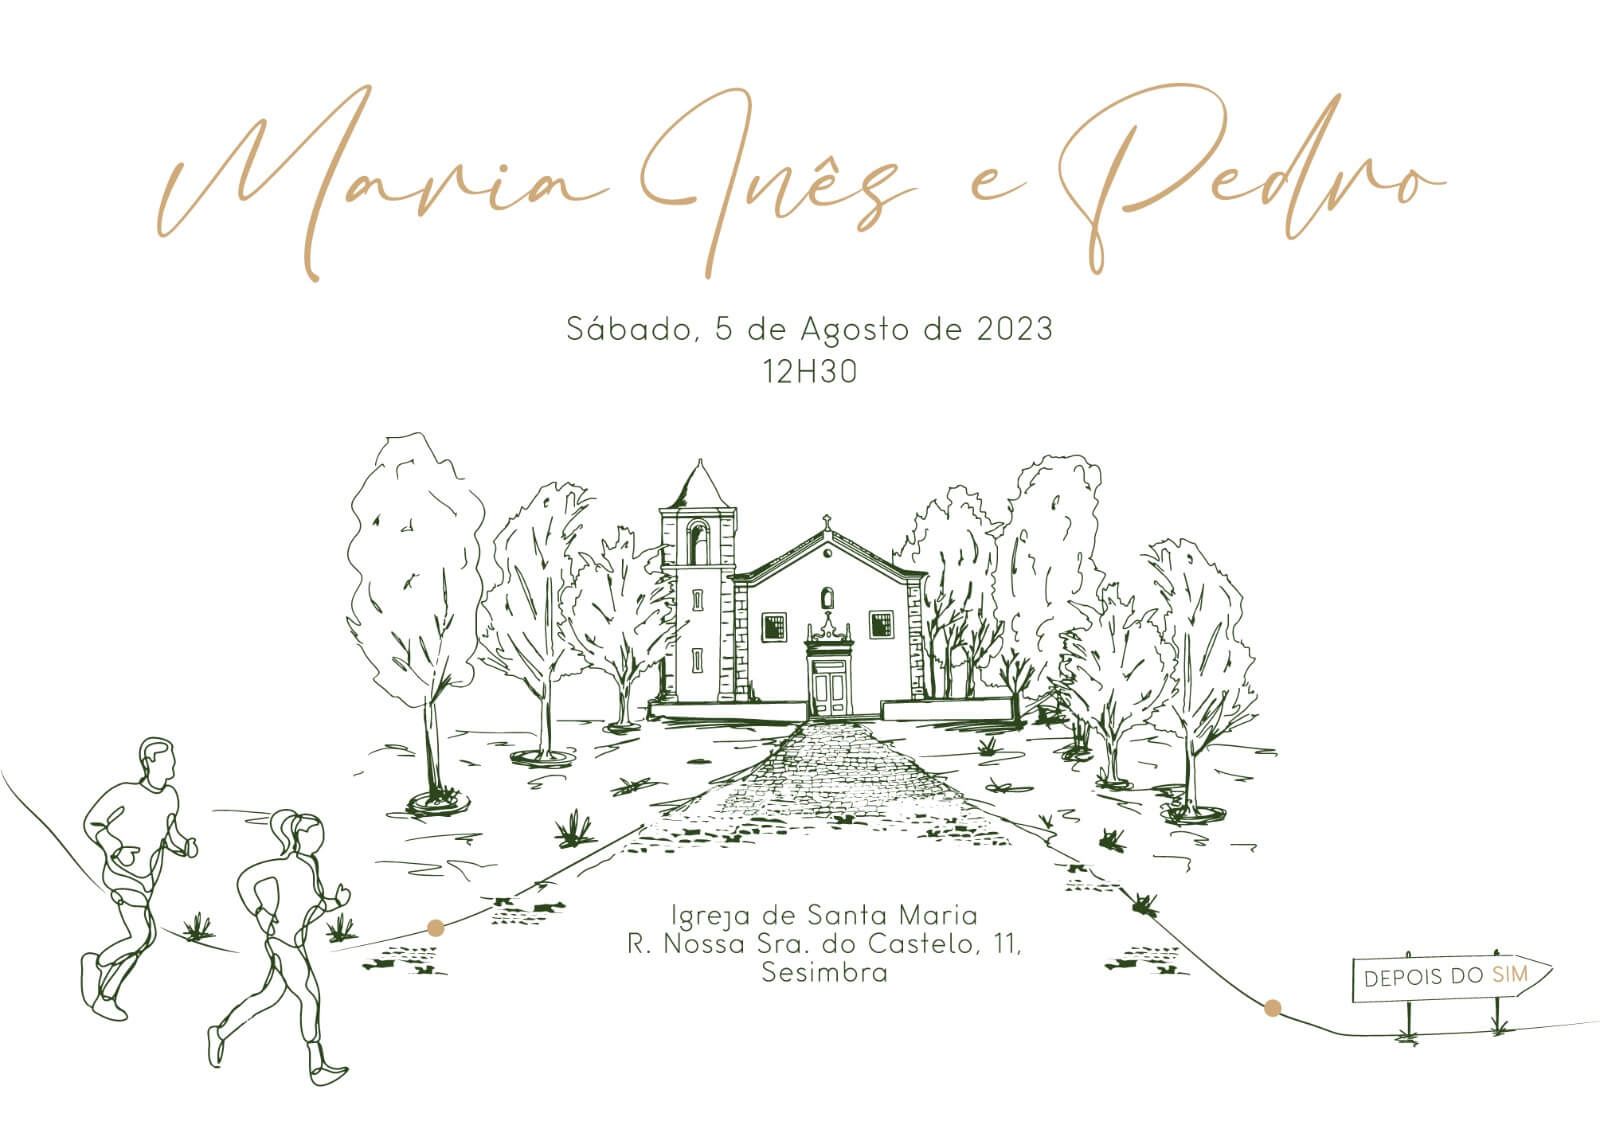 Maria Inês e Pedro
Sábado, 5 de Agosto de 2023
12H30
Igreja de Santa Maria
R. Nossa Sra. do Castelo, 11,
Sesimbra
DEPOIS DO SIM